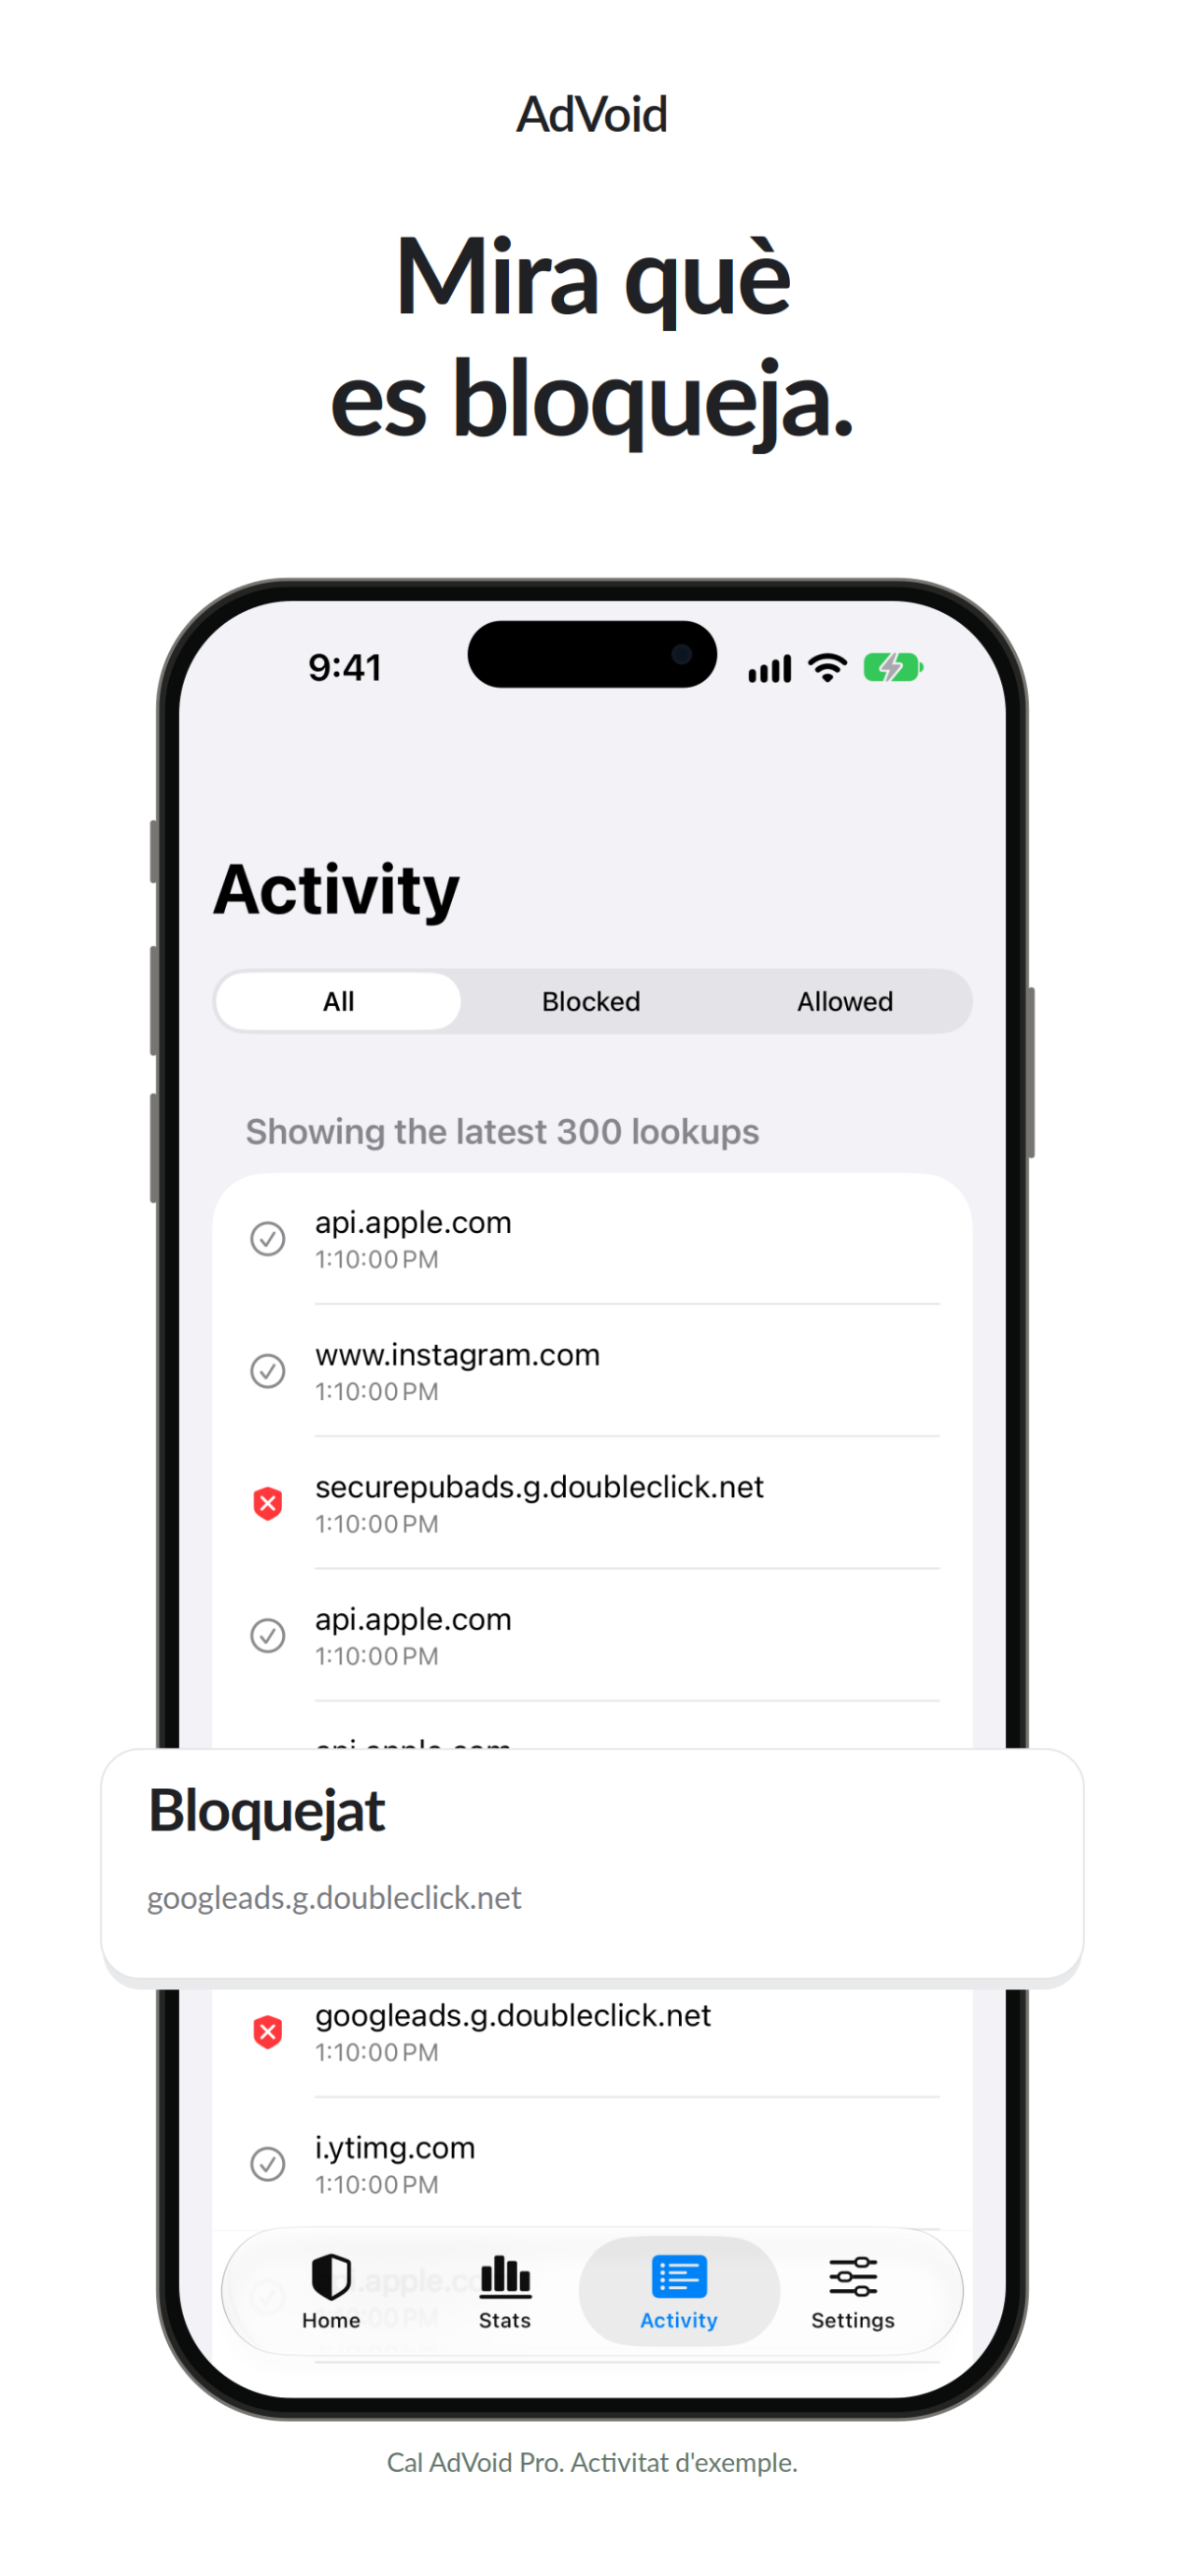 AdVoid
Mira què
es bloqueja.
9:41
Activity
All
Blocked
Allowed
Showing the latest 300 lookups
api.apple.com
1:10:00 PM
www.instagram.com
1:10:00 PM
securepubads.g.doubleclick.net
1:10:00 PM
api.apple.com
1:10:00 PM
Bloquejat
googleads.g.doubleclick.net
googleads.g.doubleclick.net
1:10:00 PM
i.ytimg.com
1:10:00 PM
Home
Stats
Activity
Settings
Cal AdVoid Pro. Activitat d'exemple.